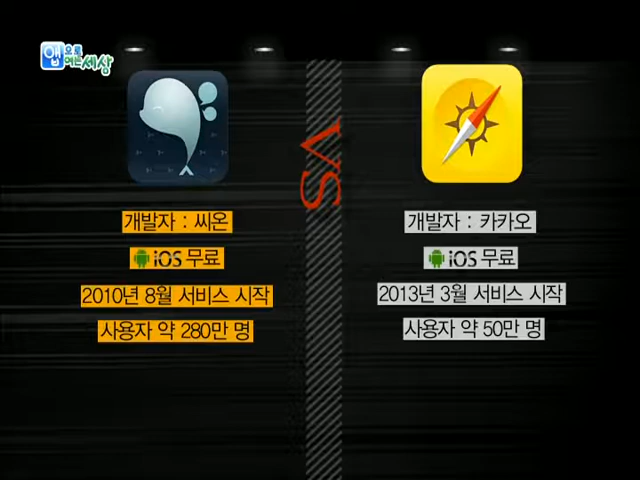 앱으로
여는세상
VS
개발자 : 씨온
iOS 무료
2010년 8월 서비스 시작
사용자 약 280만 명
개발자 : 카카오
iOS 무료
2013년 3월 서비스 시작
사용자 약 50만 명